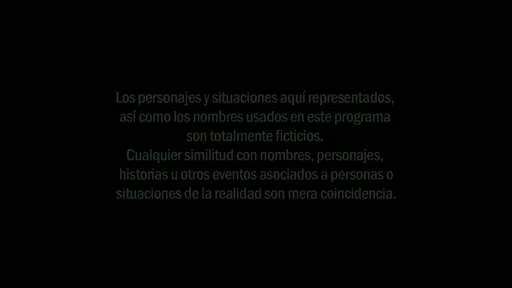 Los personajes y situaciones aquí representados,
así como los nombres usados en este programa
son totalmente ficticios.
Cualquier similitud con nombres, personajes,
historias u otros eventos asociados a personas o
situaciones de la realidad son mera coincidencia.